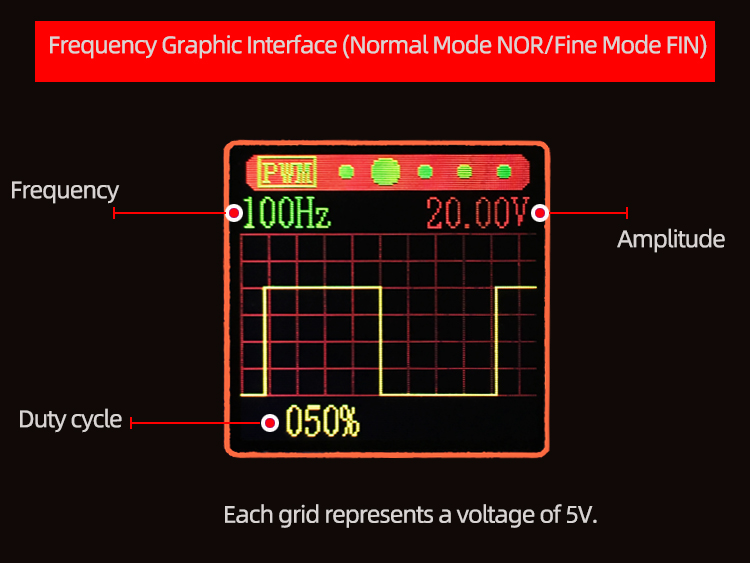 Frequency Graphic Interface (Normal Mode NOR/Fine Mode FIN)
PWM
Frequency
100Hz
20.00V
Amplitude
Duty cycle
050%
Each grid represents a voltage of 5V.